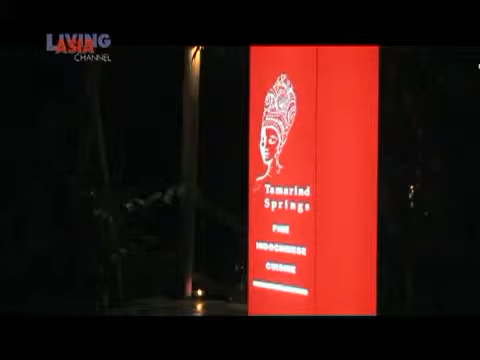 LIVING
ASIA
CHANNEL
Tamarind
Springs
FINE
INDOCHINESE
CUISINE